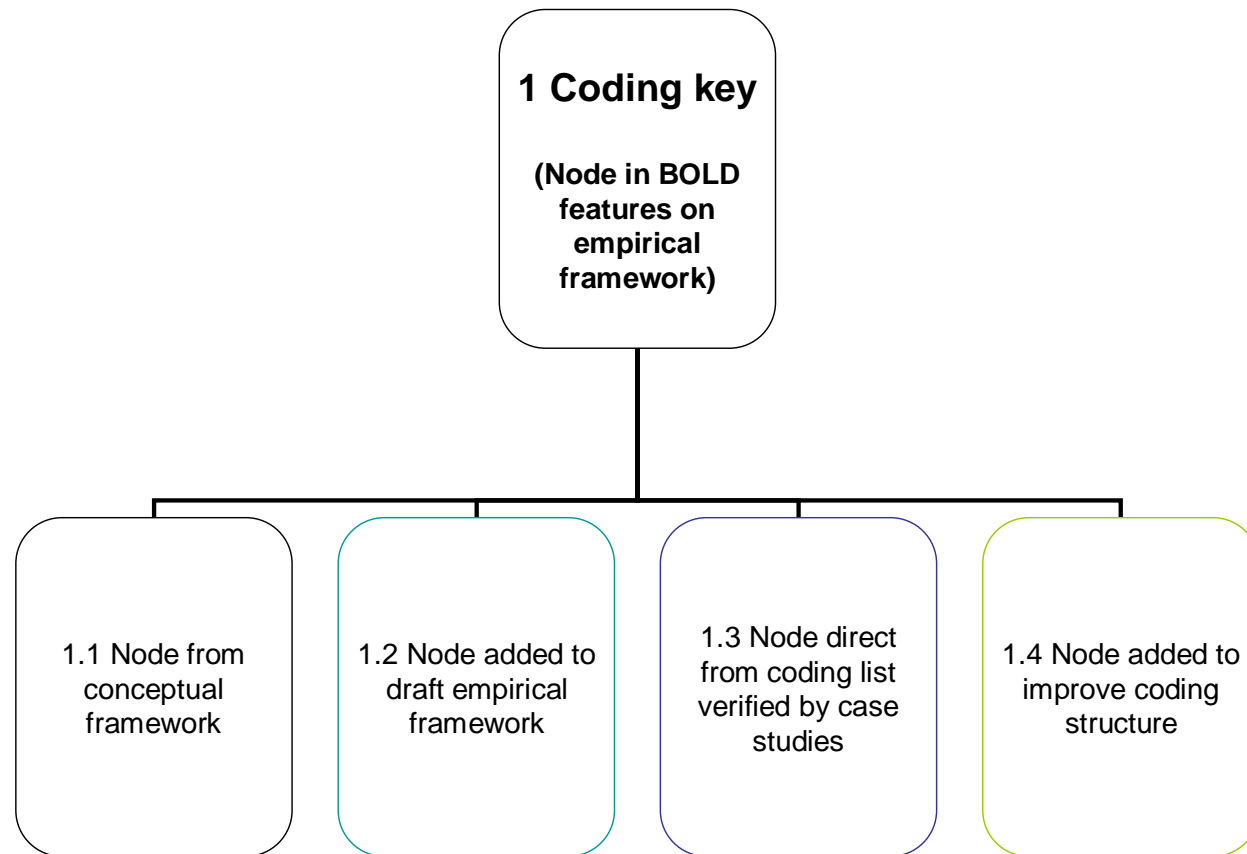 1 Coding key
(Node in BOLD
features on
empirical
framework)
1.1 Node from
conceptual
framework
1.2 Node added to
draft empirical
framework
1.3 Node direct
from coding list
verified by case
studies
1.4 Node added to
improve coding
structure